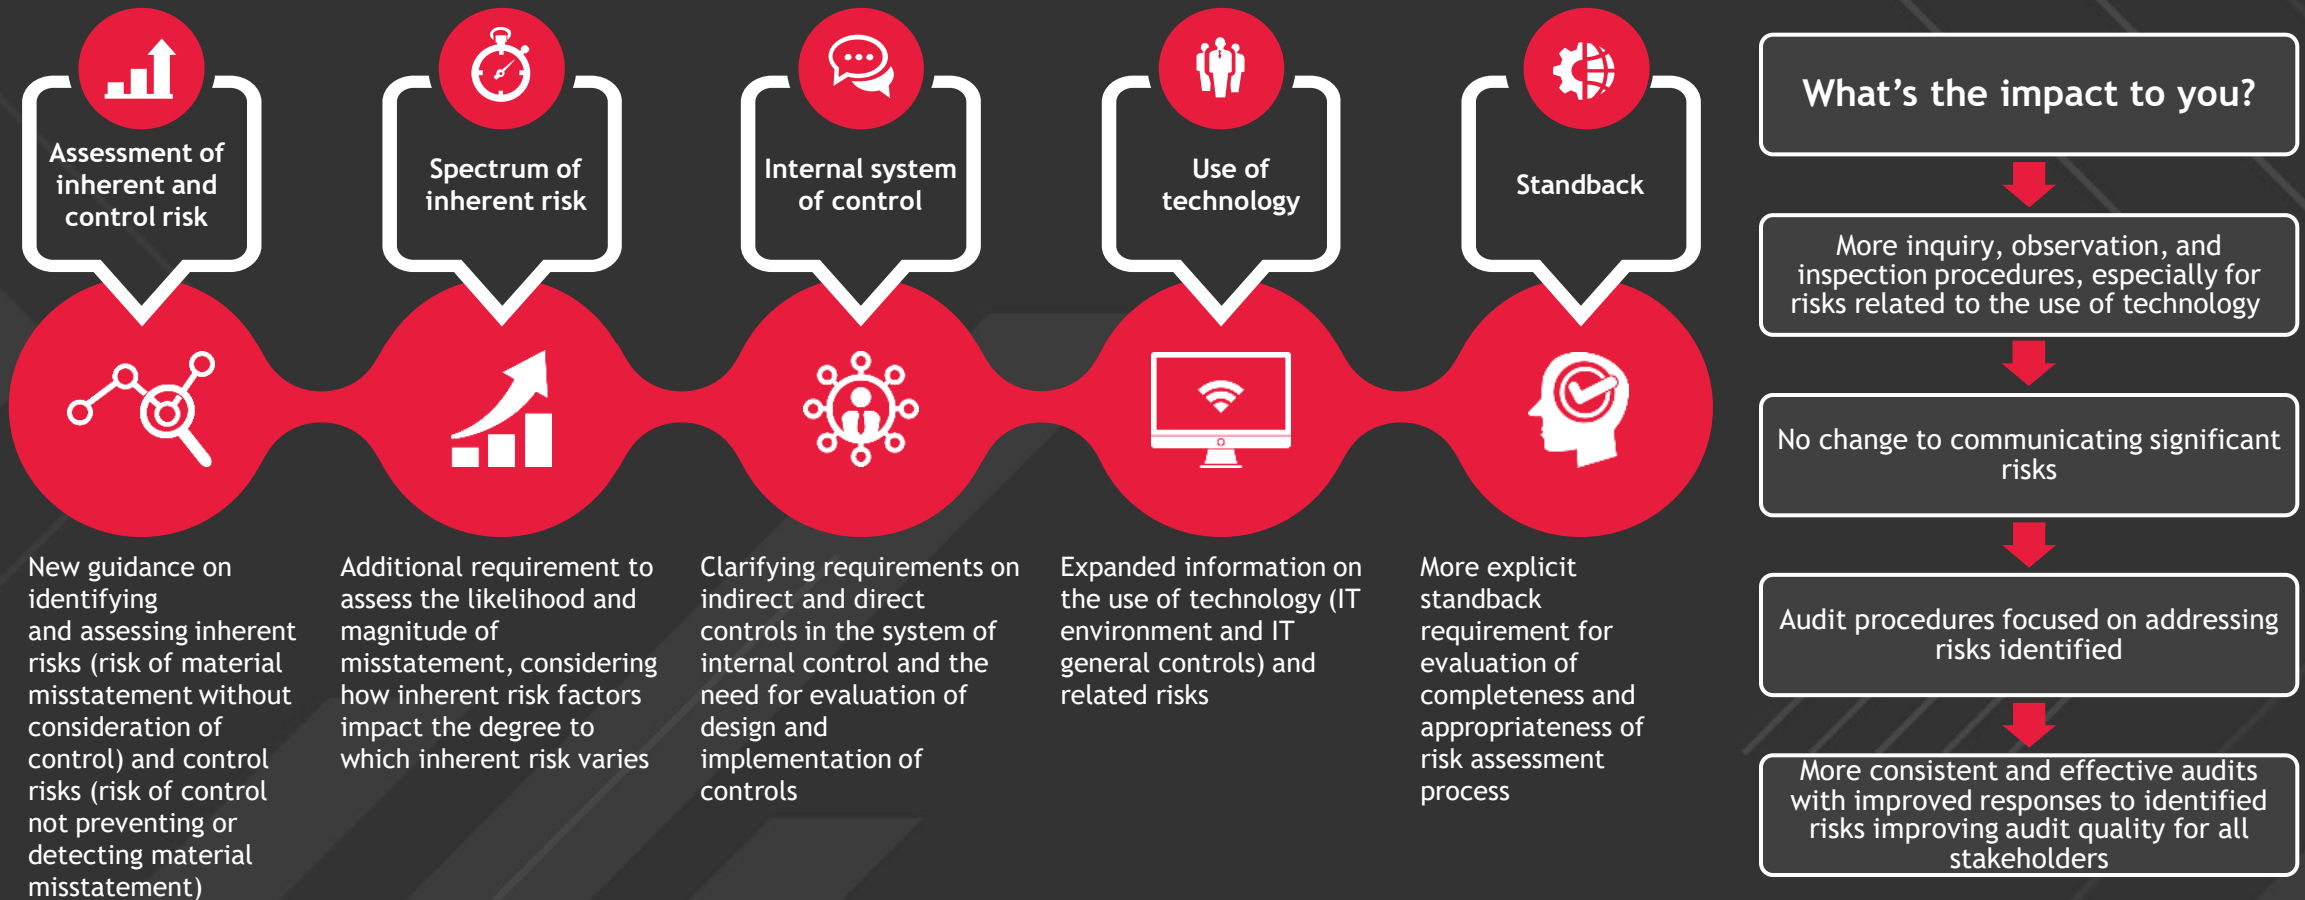 Assessment of
inherent and
control risk
New guidance on
identifying
and assessing inherent
risks (risk of material
misstatement without
consideration of
control) and control
risks (risk of control
not preventing or
detecting material
misstatement)
Spectrum of
inherent risk
Additional requirement to
assess the likelihood and
magnitude of
misstatement, considering
how inherent risk factors
impact the degree to
which inherent risk varies
Internal system
of control
Clarifying requirements on
indirect and direct
controls in the system of
internal control and the
need for evaluation of
design and
implementation of
controls
Use of
technology
Expanded information on
the use of technology (IT
environment and IT
general controls) and
related risks
Standback
More explicit
standback
requirement for
evaluation of
completeness and
appropriateness of
risk assessment
process
What's the impact to you?
More inquiry, observation, and
inspection procedures, especially for
risks related to the use of technology
No change to communicating significant
risks
Audit procedures focused on addressing
risks identified
More consistent and effective audits
with improved responses to identified
risks improving audit quality for all
stakeholders